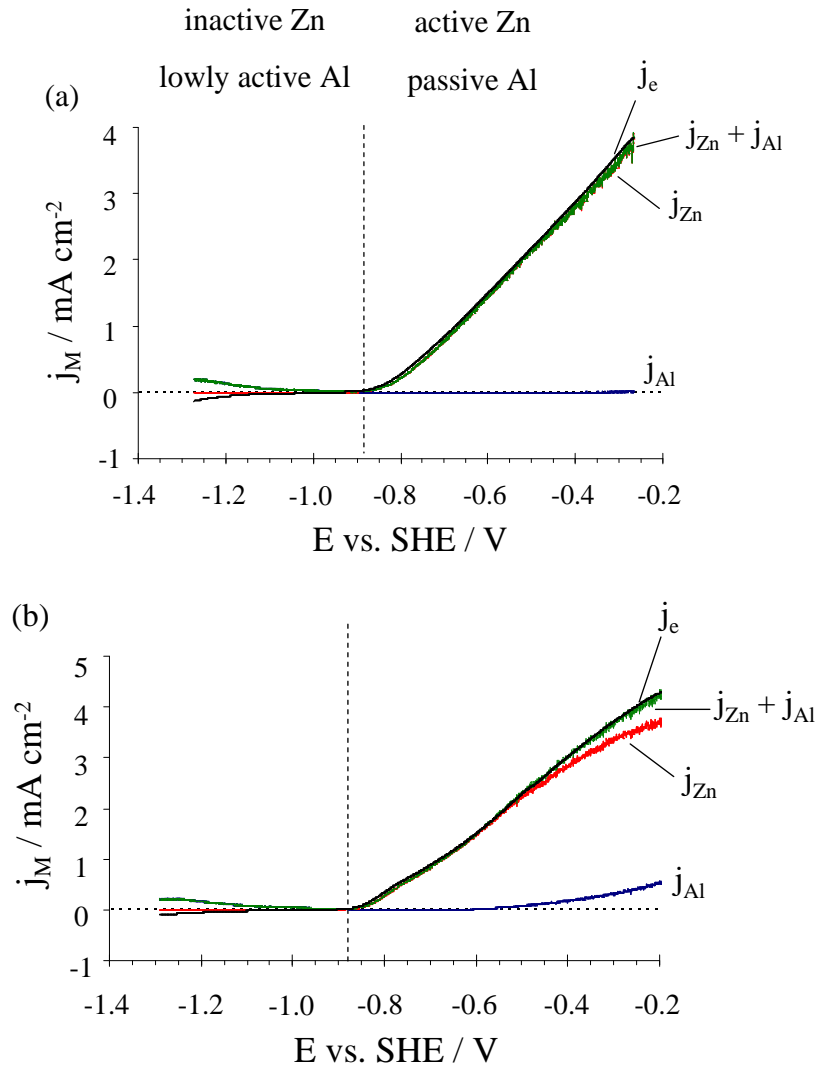 inactive Zn active Zn
lowly active Al passive Al
(a)
j_e
j_Zn + j_Al
j_Zn
j_Al
4
3
2
1
0
-1
j_M / mA cm⁻²
-1.4 -1.2 -1.0 -0.8 -0.6 -0.4 -0.2
E vs. SHE / V
(b)
j_e
j_Zn + j_Al
j_Zn
j_Al
5
4
3
2
1
0
-1
j_M / mA cm⁻²
-1.4 -1.2 -1.0 -0.8 -0.6 -0.4 -0.2
E vs. SHE / V